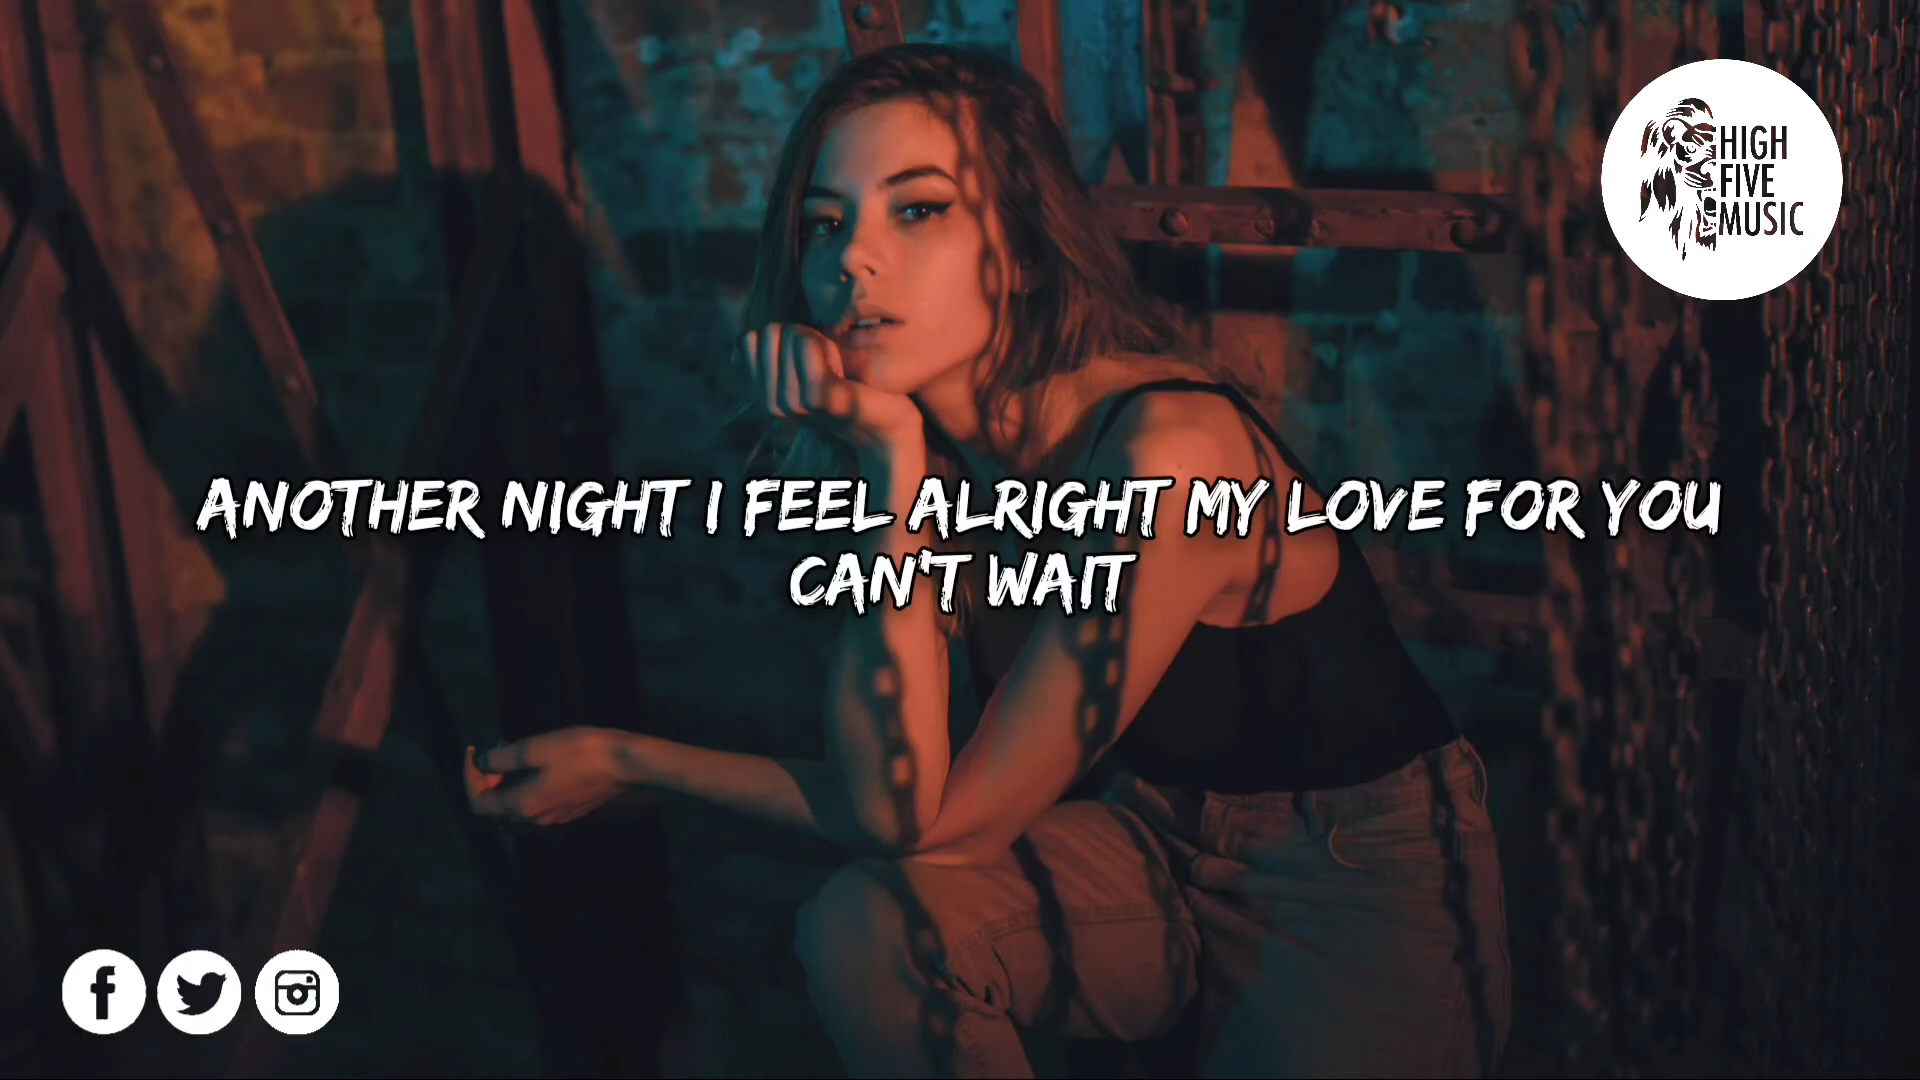 HIGH
FIVE
MUSIC
ANOTHER NIGHT I FEEL ALRIGHT MY LOVE FOR YOU
CAN'T WAIT